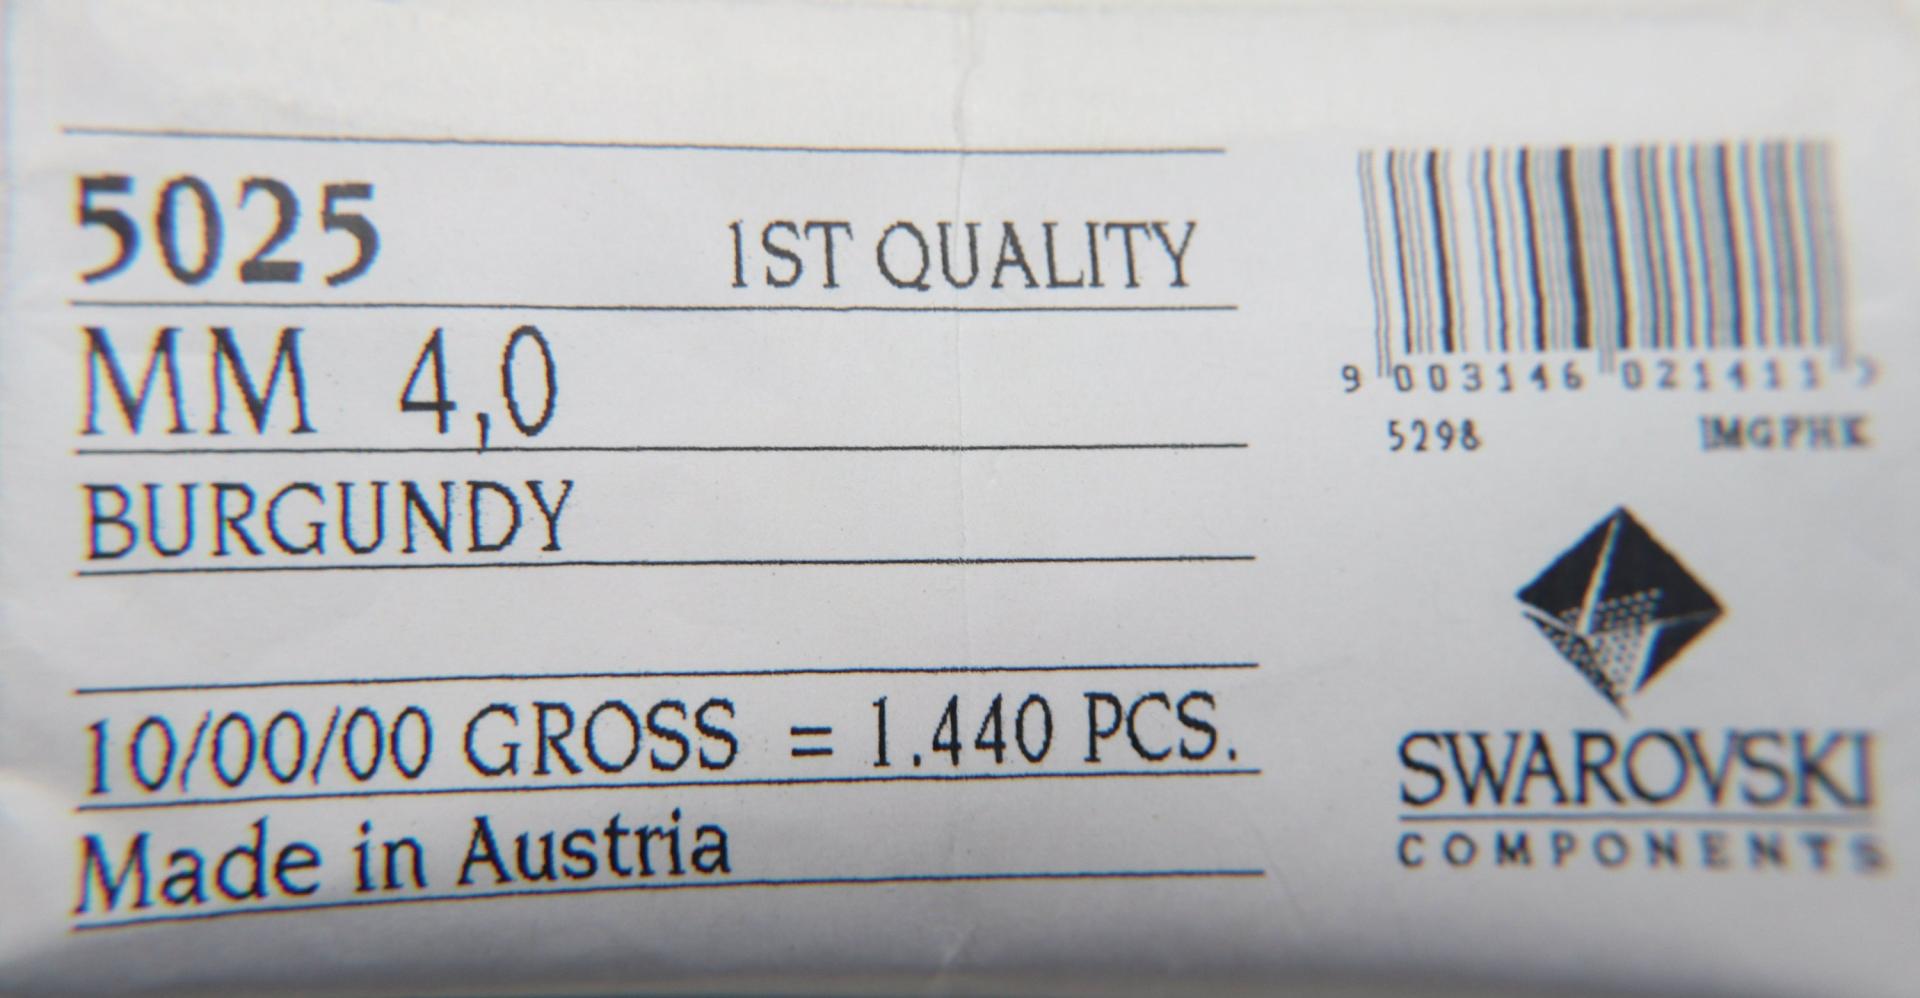 5025 1ST QUALITY
MM 4,0
BURGUNDY
10/00/00 GROSS = 1.440 PCS.
Made in Austria
9 003146 021411 >
5298 IMGPHK
SWAROVSKI
COMPONENTS